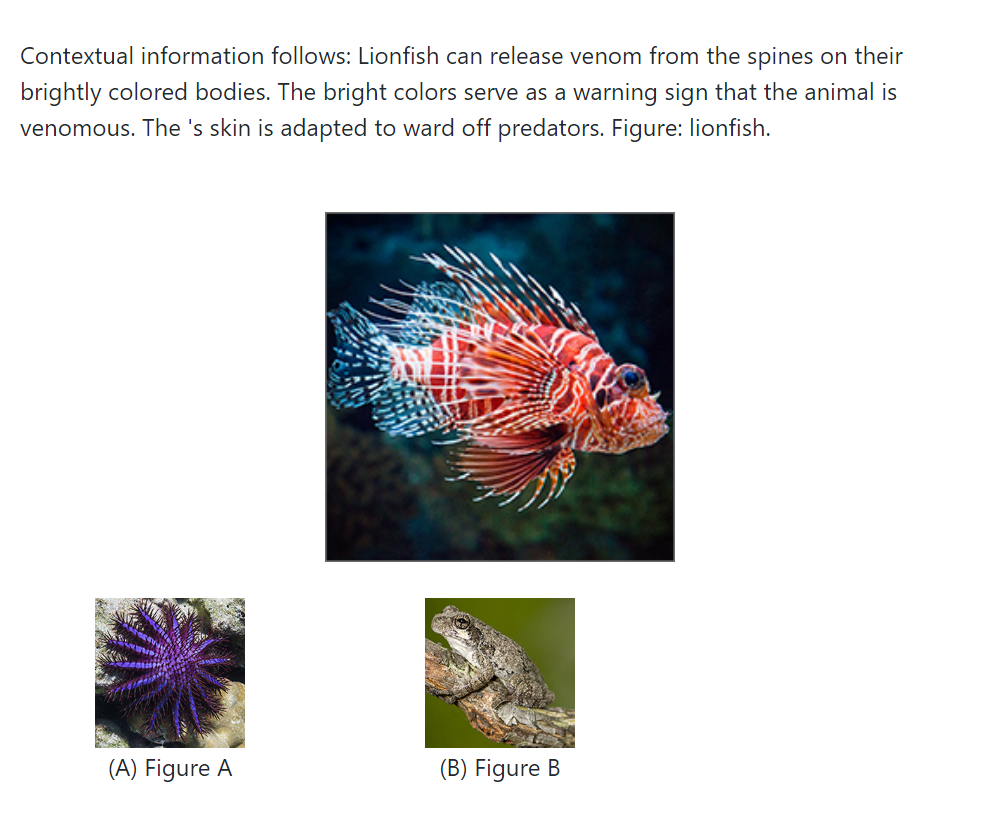 Contextual information follows: Lionfish can release venom from the spines on their
brightly colored bodies. The bright colors serve as a warning sign that the animal is
venomous. The 's skin is adapted to ward off predators. Figure: lionfish.
(A) Figure A
(B) Figure B